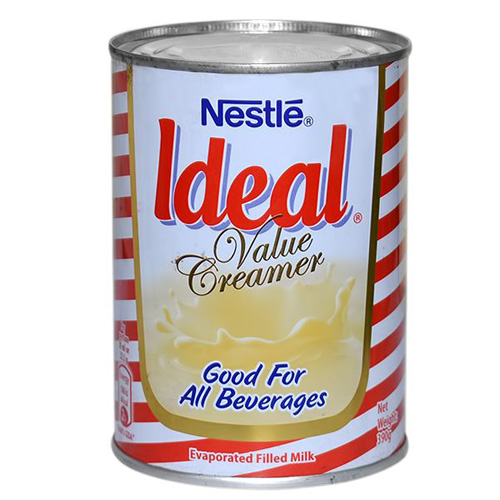 Nestlé®
Ideal®
Value
Creamer
Good For
All Beverages
Evaporated Filled Milk
Net
Weight
390g